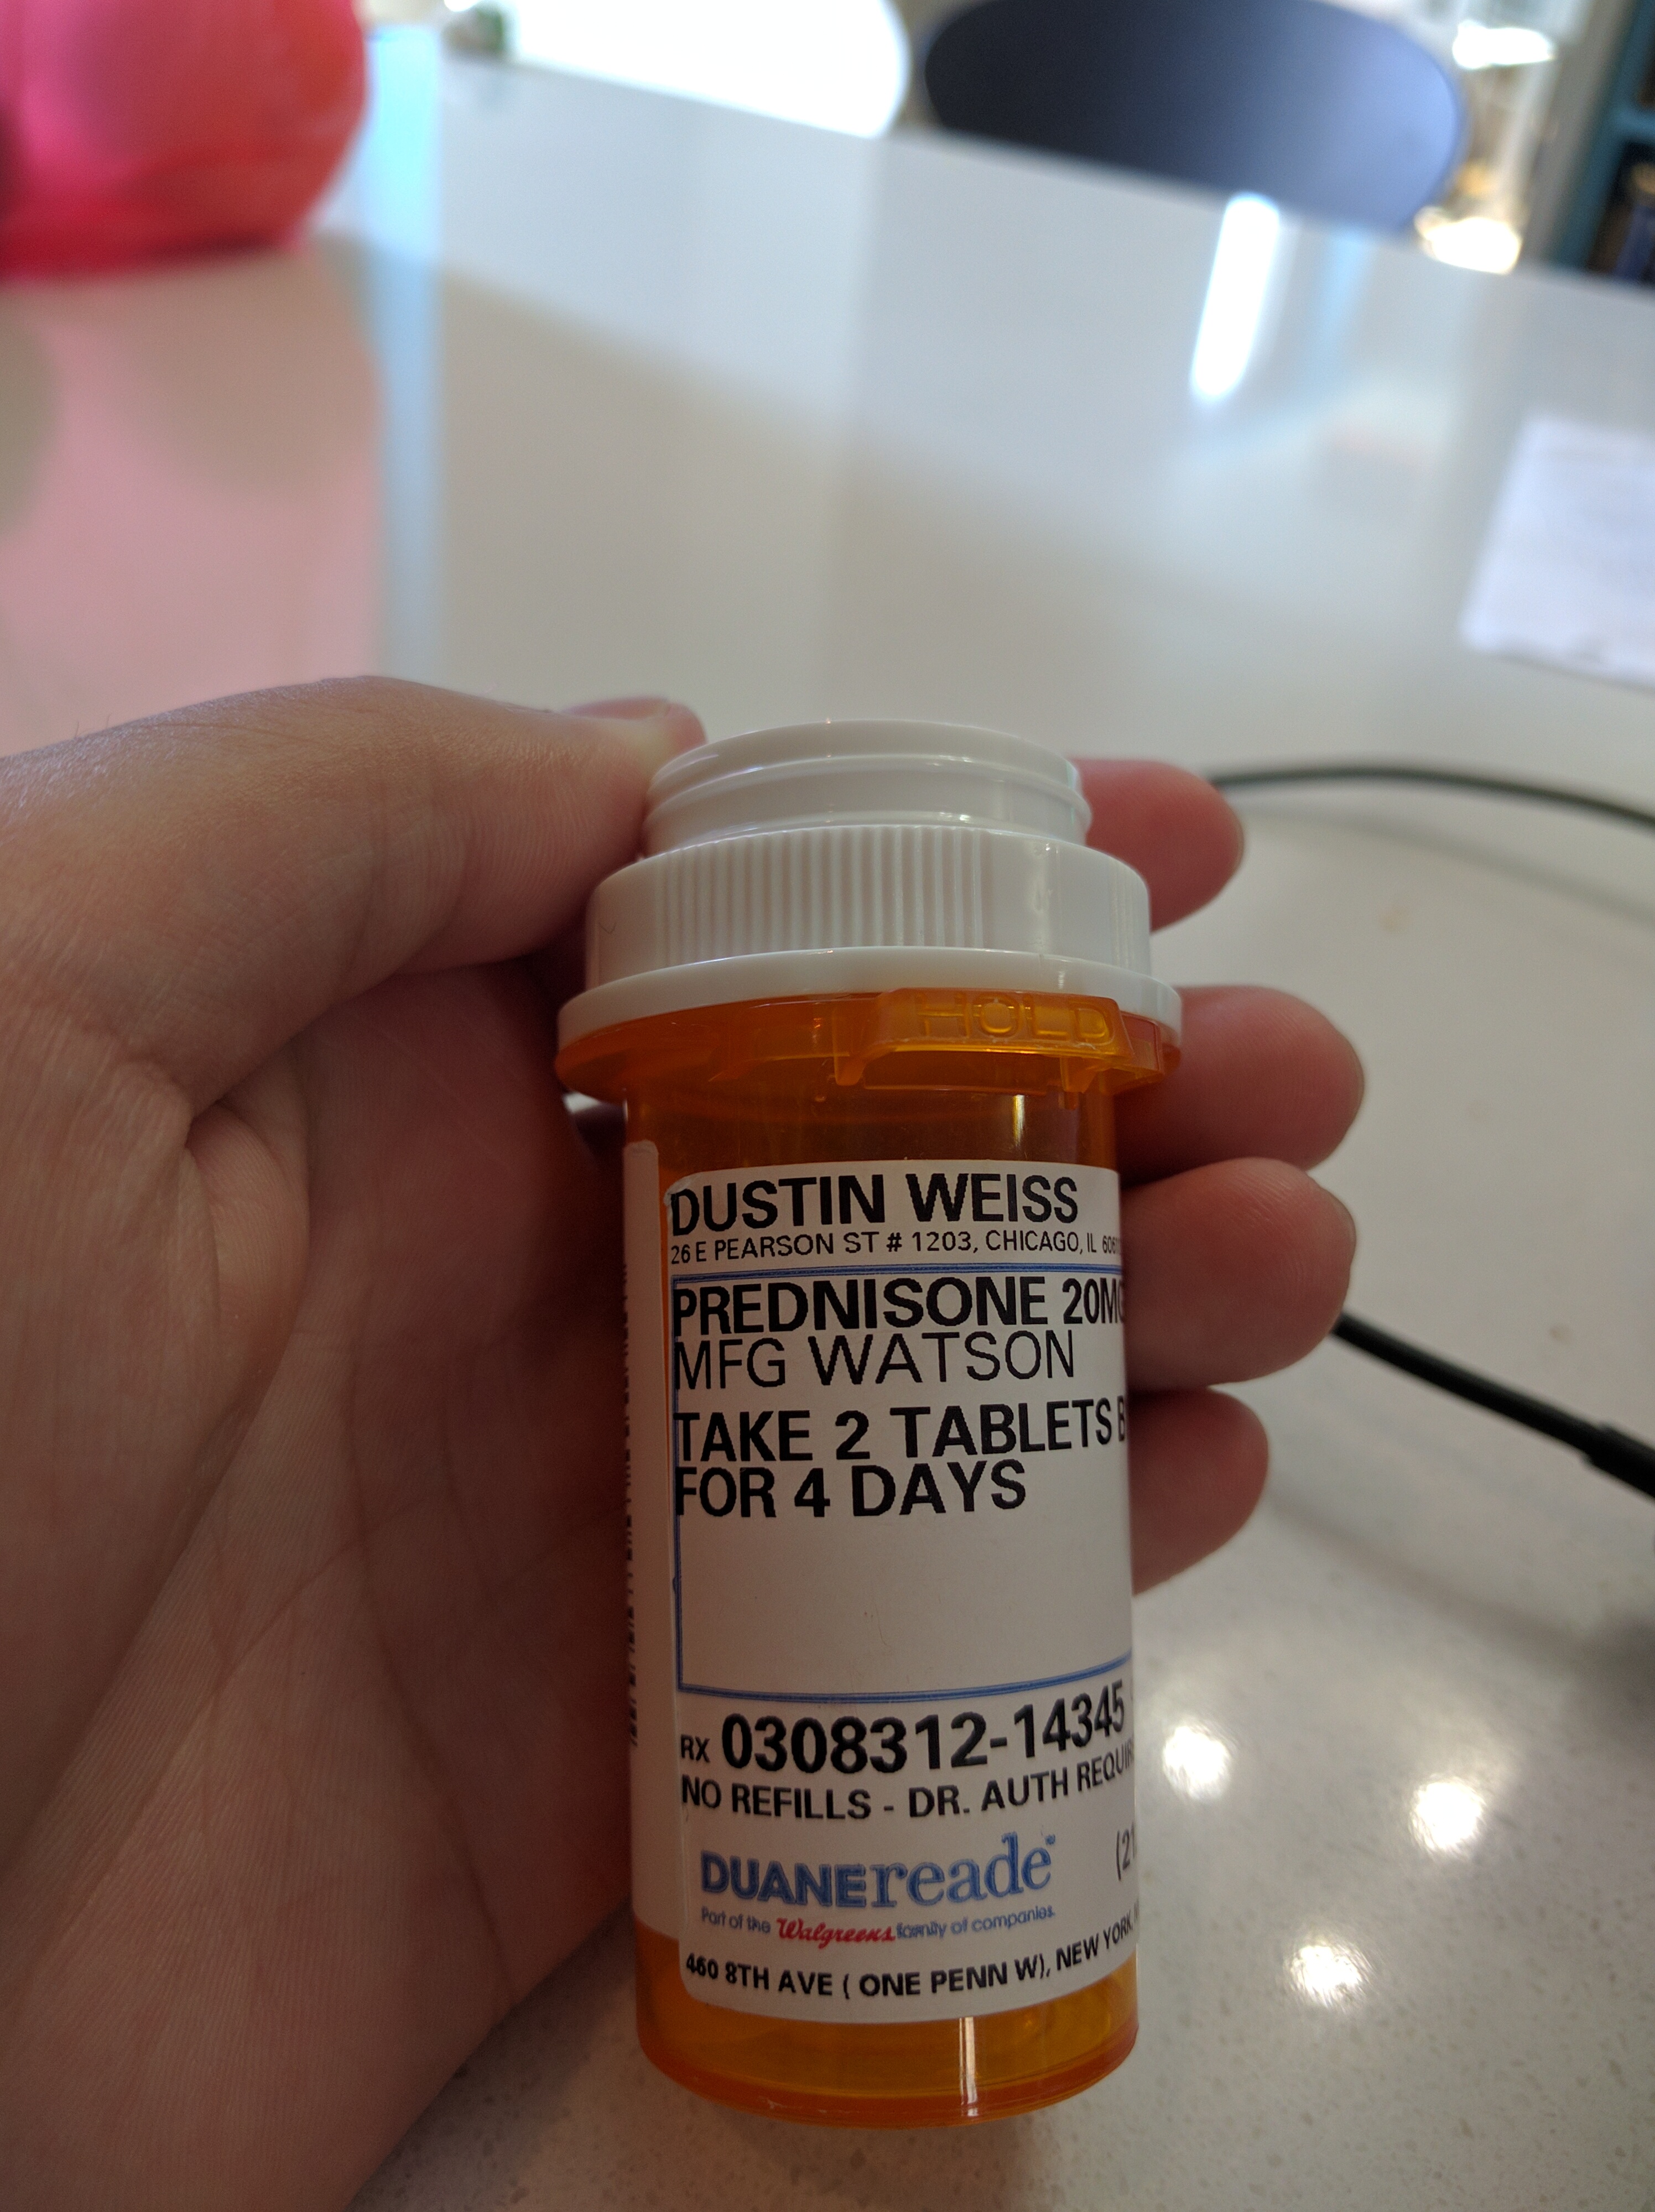 HOLD
DUSTIN WEISS
26 E PEARSON ST # 1203, CHICAGO, IL
PREDNISONE 20MG
MFG WATSON
TAKE 2 TABLETS
FOR 4 DAYS
RX 0308312-14345
NO REFILLS - DR. AUTH
DUANEreade
Part of the Walgreens family of companies.
460 8TH AVE ( ONE PENN W), NEW YORK,